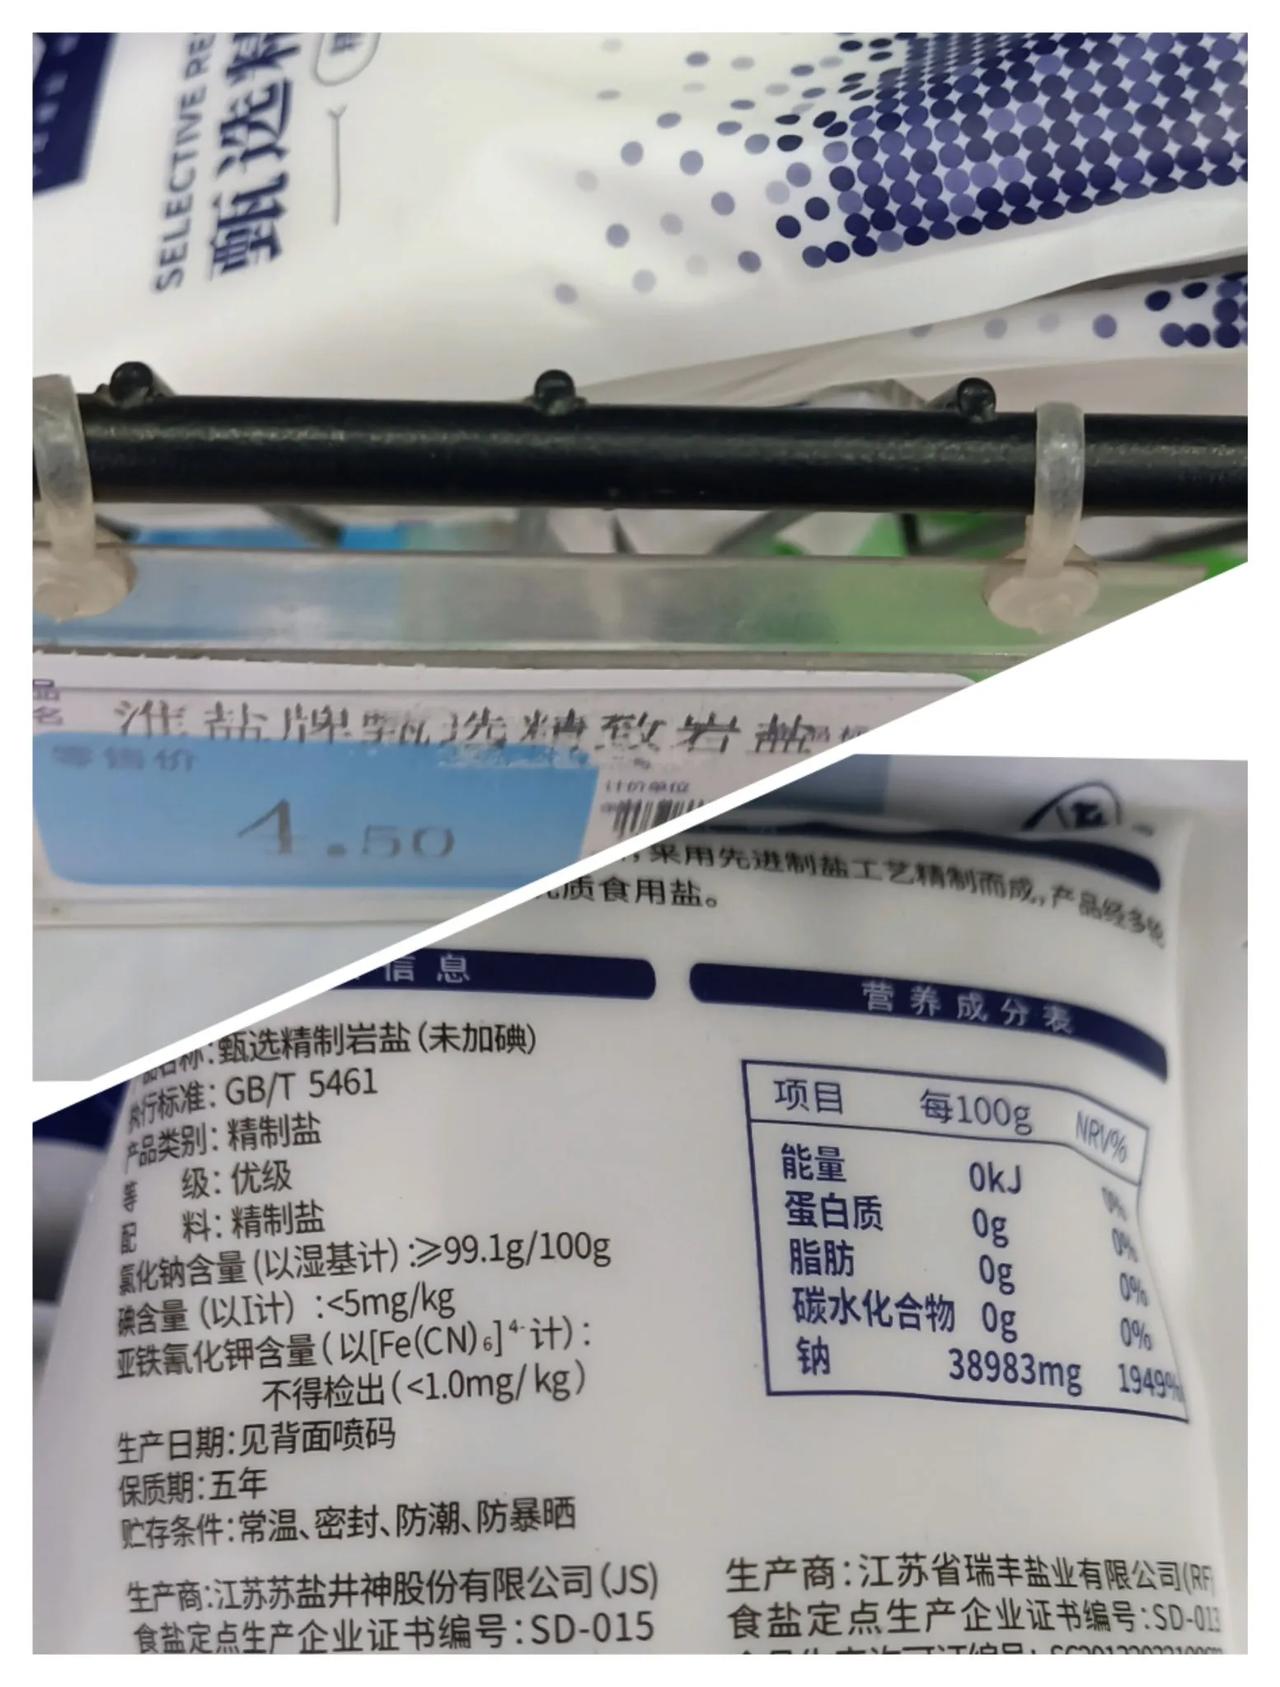 SELECTIVE RE
甄选精
品名
淮盐牌甄选精致岩盐
零售价
4.50
计价单位
，采用先进制盐工艺精制而成，产品经多
质食用盐。
信息
品名称：甄选精制岩盐（未加碘）
执行标准：GB/T 5461
产品类别：精制盐
等 级：优级
配 料：精制盐
氯化钠含量（以湿基计）：≥99.1g/100g
碘含量（以I计）：<5mg/kg
亚铁氰化钾含量（以[Fe(CN)₆]⁴⁻计）：
不得检出（<1.0mg/kg）
生产日期：见背面喷码
保质期：五年
贮存条件：常温、密封、防潮、防暴晒
生产商：江苏苏盐井神股份有限公司(JS)
食盐定点生产企业证书编号：SD-015
营养成分表
项目 每100g NRV%
能量 0kJ 0%
蛋白质 0g 0%
脂肪 0g 0%
碳水化合物 0g 0%
钠 38983mg 1949%
生产商：江苏省瑞丰盐业有限公司(RF
食盐定点生产企业证书编号：SD-013